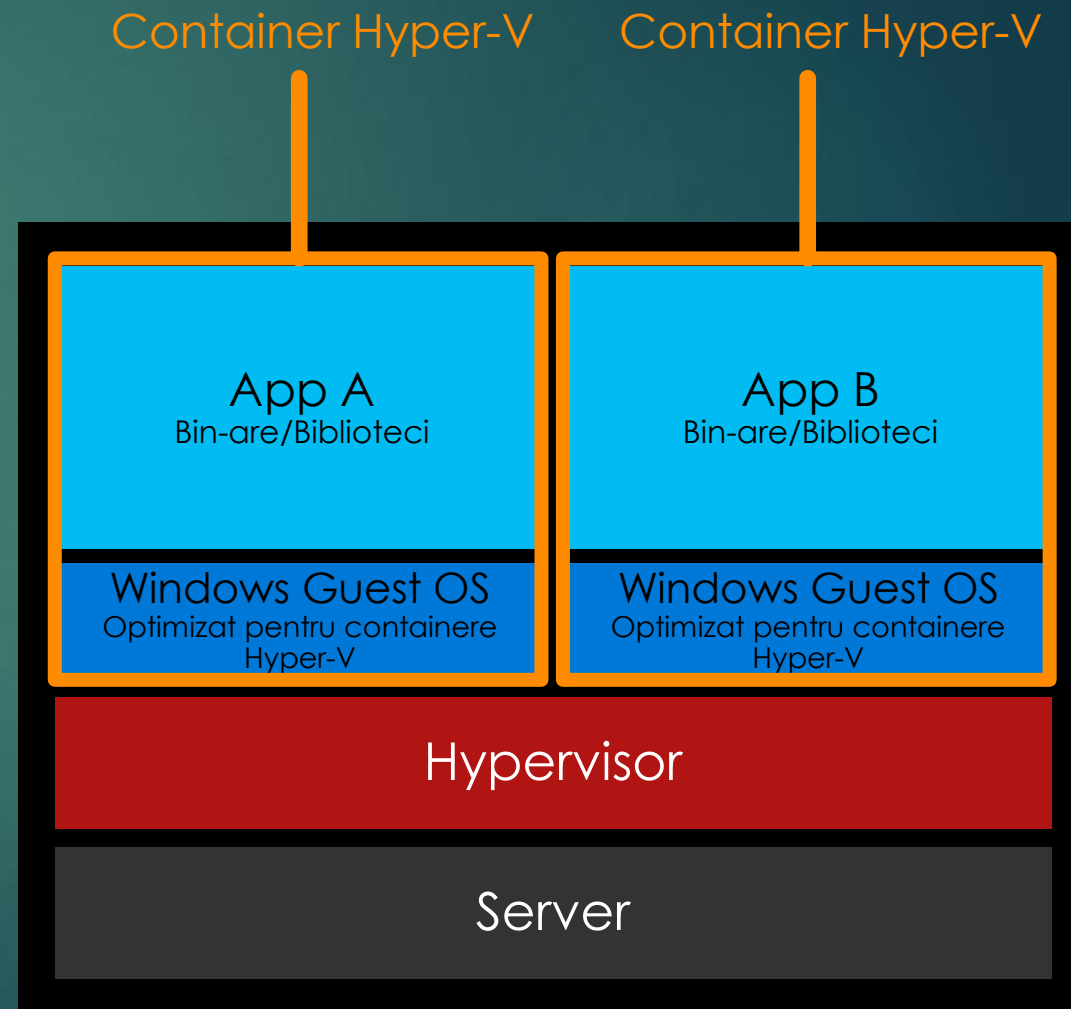 Container Hyper-V
Container Hyper-V
App A
Bin-are/Biblioteci
App B
Bin-are/Biblioteci
Windows Guest OS
Optimizat pentru containere
Hyper-V
Windows Guest OS
Optimizat pentru containere
Hyper-V
Hypervisor
Server